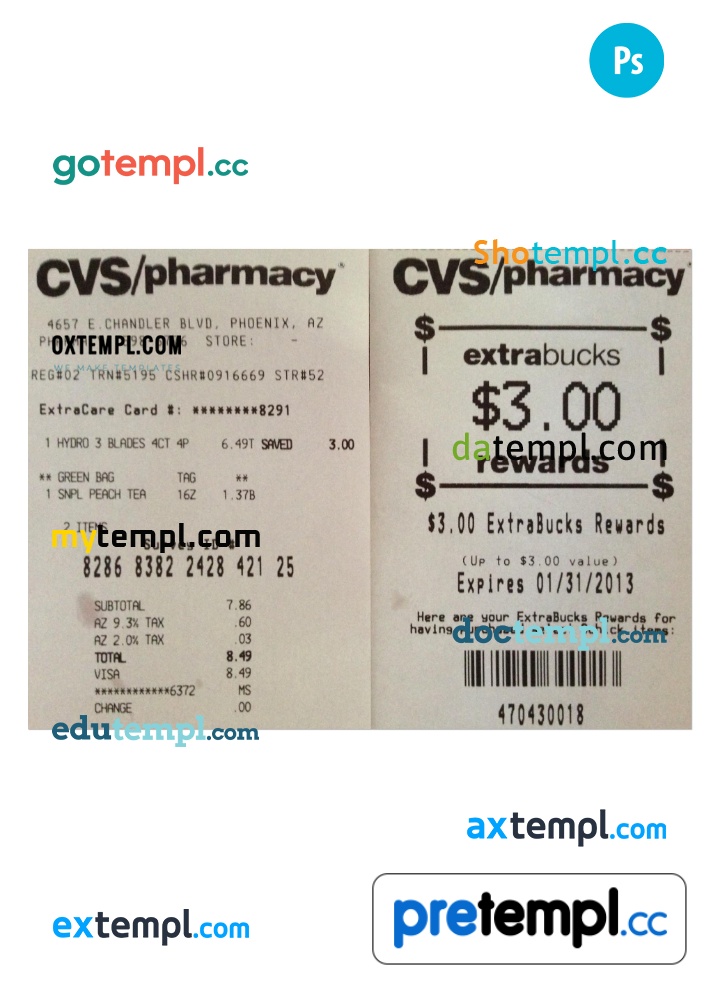 Ps
gotempl.cc
CVS/pharmacy
4657 E.CHANDLER BLVD, PHOENIX, AZ
OXTEMPL.COM STORE: -
WE MAKE TEMPLATES
REG#02 TRN#5195 CSHR#0916669 STR#52
ExtraCare Card #: ********8291
1 HYDRO 3 BLADES 4CT 4P 6.49T SAVED 3.00
** GREEN BAG TAG **
1 SNPL PEACH TEA 16Z 1.37B
2 ITEMS
mytempl.com
8286 8382 2428 421 25
SUBTOTAL 7.86
AZ 9.3% TAX .60
AZ 2.0% TAX .03
TOTAL 8.49
VISA 8.49
************6372 MS
CHANGE .00
edutempl.com
Shotempl.cc
CVS/pharmacy
$ $
extrabucks
$3.00
datempl.com
rewards
$ $
$3.00 ExtraBucks Rewards
(Up to $3.00 value)
Expires 01/31/2013
Here are your ExtraBucks Rewards for
having items:
doctempl.com
470430018
axtempl.com
extempl.com
pretempl.cc